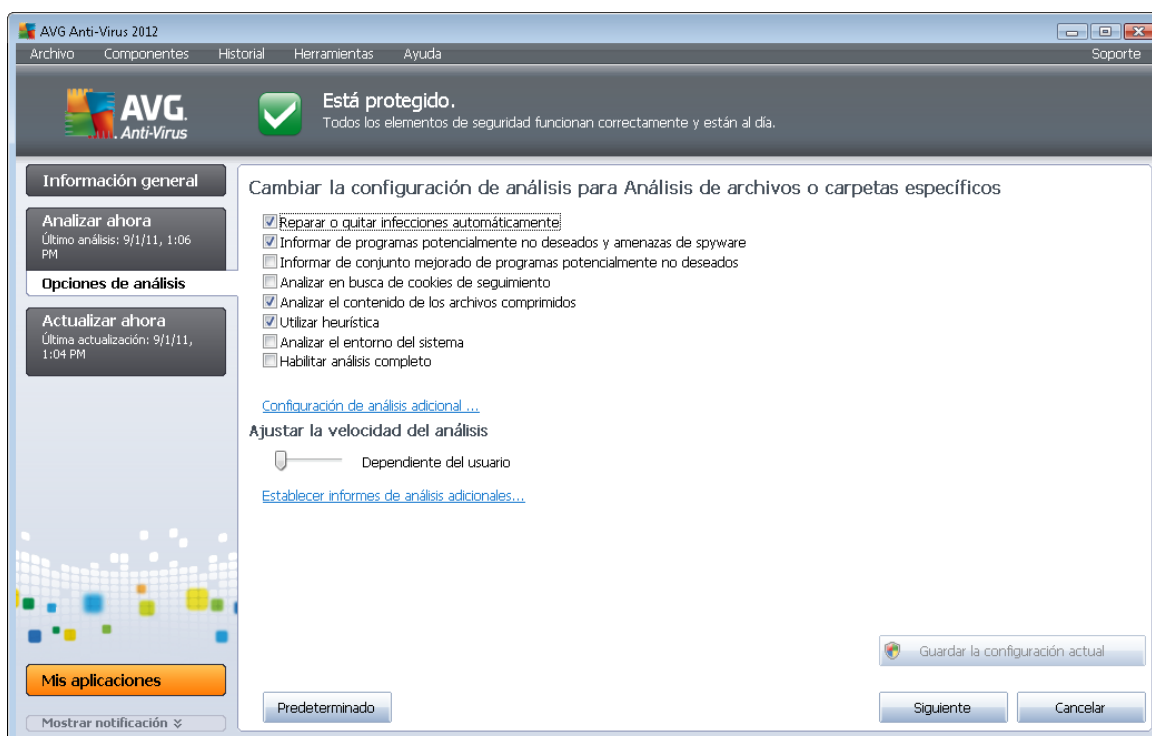 AVG Anti-Virus 2012
Archivo Componentes Historial Herramientas Ayuda Soporte
AVG.
Anti-Virus
Está protegido.
Todos los elementos de seguridad funcionan correctamente y están al día.
Información general
Analizar ahora
Último análisis: 9/1/11, 1:06
PM
Opciones de análisis
Actualizar ahora
Última actualización: 9/1/11,
1:04 PM
Cambiar la configuración de análisis para Análisis de archivos o carpetas específicos
Reparar o quitar infecciones automáticamente
Informar de programas potencialmente no deseados y amenazas de spyware
Informar de conjunto mejorado de programas potencialmente no deseados
Analizar en busca de cookies de seguimiento
Analizar el contenido de los archivos comprimidos
Utilizar heurística
Analizar el entorno del sistema
Habilitar análisis completo
Configuración de análisis adicional ...
Ajustar la velocidad del análisis
Dependiente del usuario
Establecer informes de análisis adicionales...
Guardar la configuración actual
Mis aplicaciones
Mostrar notificación
Predeterminado
Siguiente
Cancelar